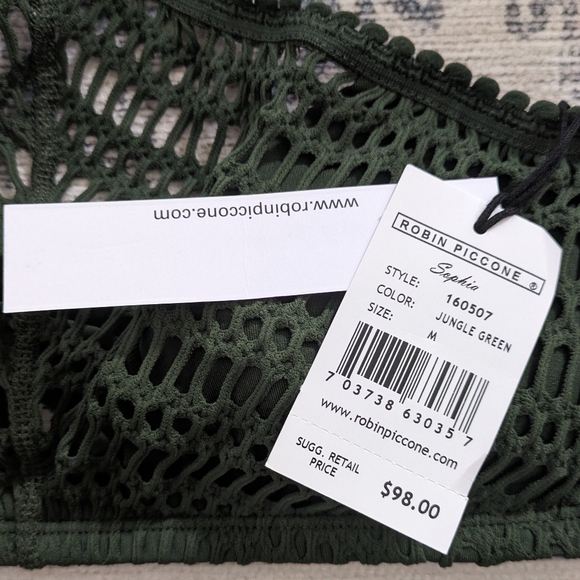 www.robinpiccone.com
ROBIN PICCONE ®
Sophia
STYLE: 160507
COLOR: JUNGLE GREEN
SIZE: M
7 03738 63035 7
www.robinpiccone.com
SUGG. RETAIL
PRICE
$98.00